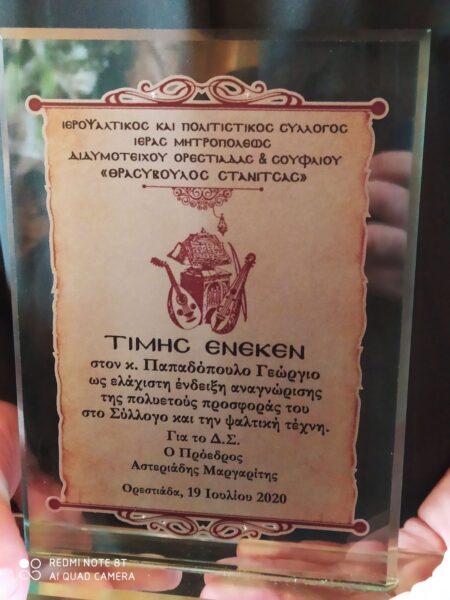 ΙΕΡΟΨΑΛΤΙΚΟΣ ΚΑΙ ΠΟΛΙΤΙΣΤΙΚΟΣ ΣΥΛΛΟΓΟΣ
ΙΕΡΑΣ ΜΗΤΡΟΠΟΛΕΩΣ
ΔΙΔΥΜΟΤΕΙΧΟΥ ΟΡΕΣΤΙΑΔΑΣ & ΣΟΥΦΛΙΟΥ
«ΘΡΑΣΥΒΟΥΛΟΣ ΣΤΑΝΙΤΣΑΣ»
ΤΙΜΗΣ ΕΝΕΚΕΝ
στον κ. Παπαδόπουλο Γεώργιο
ως ελάχιστη ένδειξη αναγνώρισης
της πολυετούς προσφοράς του
στο Σύλλογο και την ψαλτική τέχνη.
Για το Δ.Σ.
Ο Πρόεδρος
Αστεριάδης Μαργαρίτης
Ορεστιάδα, 19 Ιουλίου 2020
REDMI NOTE 8T
AI QUAD CAMERA